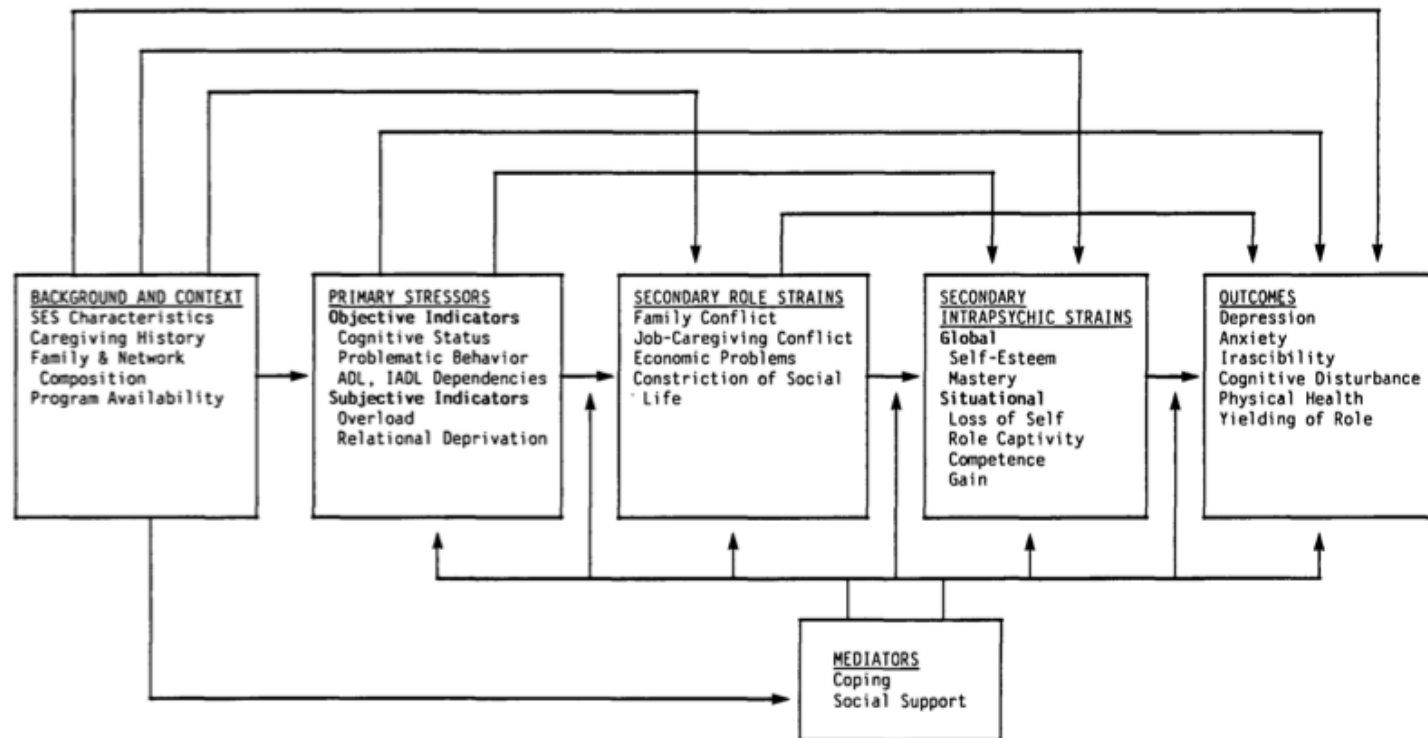 BACKGROUND AND CONTEXT
SES Characteristics
Caregiving History
Family & Network
Composition
Program Availability
PRIMARY STRESSORS
Objective Indicators
Cognitive Status
Problematic Behavior
ADL, IADL Dependencies
Subjective Indicators
Overload
Relational Deprivation
SECONDARY ROLE STRAINS
Family Conflict
Job-Caregiving Conflict
Economic Problems
Constriction of Social
Life
SECONDARY
INTRAPSYCHIC STRAINS
Global
Self-Esteem
Mastery
Situational
Loss of Self
Role Captivity
Competence
Gain
OUTCOMES
Depression
Anxiety
Irascibility
Cognitive Disturbance
Physical Health
Yielding of Role
MEDIATORS
Coping
Social Support